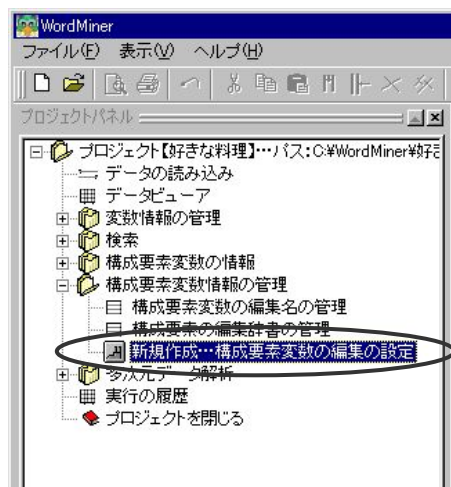 WordMiner
ファイル(F) 表示(V) ヘルプ(H)
プロジェクトパネル
プロジェクト【好きな料理】…パス:C:¥WordMiner¥好き
データの読み込み
データビューア
変数情報の管理
検索
構成要素変数の情報
構成要素変数情報の管理
構成要素変数の編集名の管理
構成要素の編集辞書の管理
新規作成…構成要素変数の編集の設定
多次元データ解析
実行の履歴
プロジェクトを閉じる